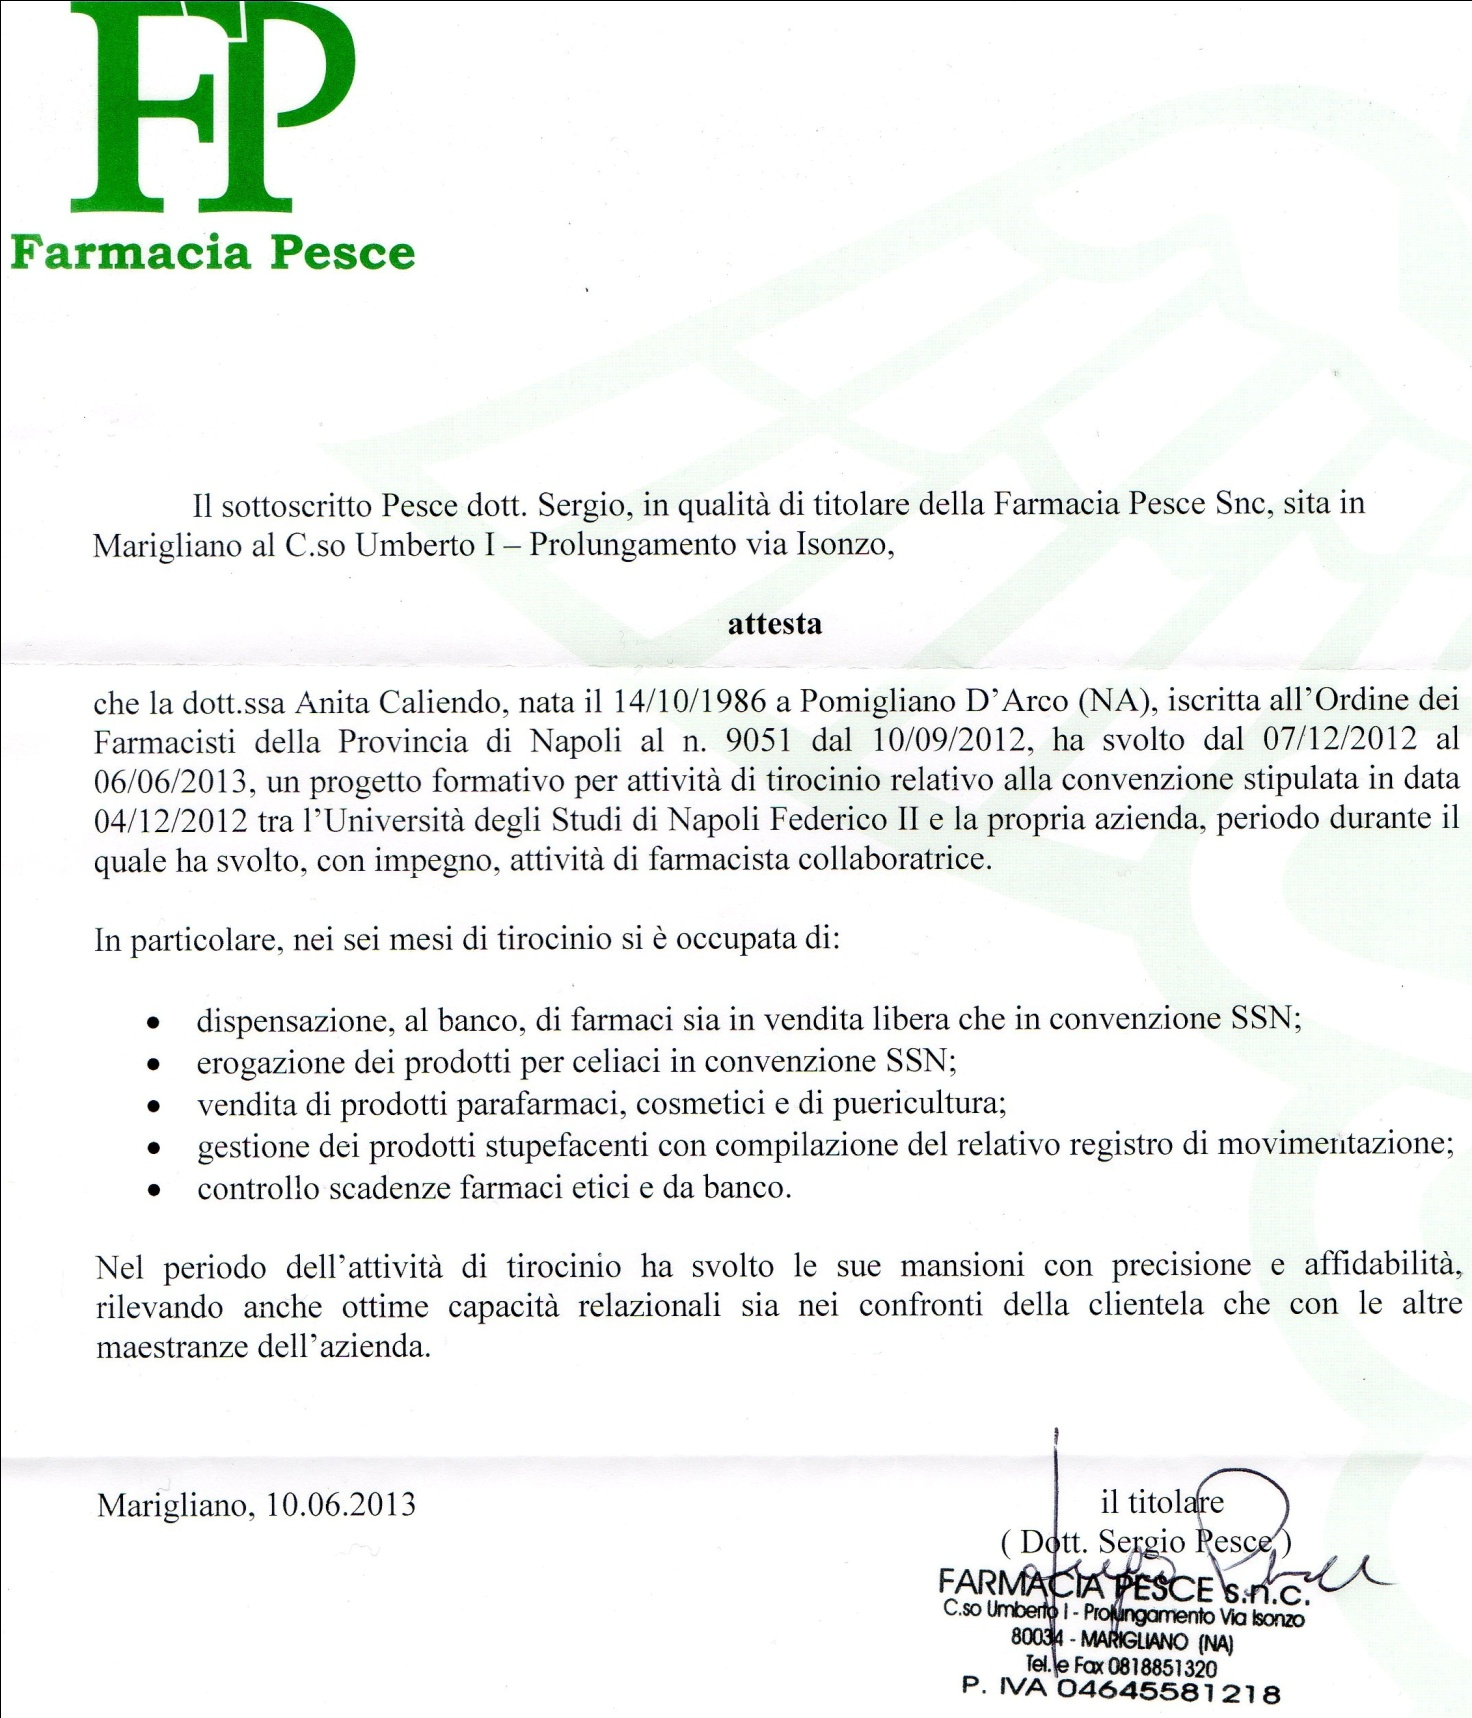 FP
Farmacia Pesce
Il sottoscritto Pesce dott. Sergio, in qualità di titolare della Farmacia Pesce Snc, sita in
Marigliano al C.so Umberto I – Prolungamento via Isonzo,
attesta
che la dott.ssa Anita Caliendo, nata il 14/10/1986 a Pomigliano D’Arco (NA), iscritta all’Ordine dei
Farmacisti della Provincia di Napoli al n. 9051 dal 10/09/2012, ha svolto dal 07/12/2012 al
06/06/2013, un progetto formativo per attività di tirocinio relativo alla convenzione stipulata in data
04/12/2012 tra l’Università degli Studi di Napoli Federico II e la propria azienda, periodo durante il
quale ha svolto, con impegno, attività di farmacista collaboratrice.
In particolare, nei sei mesi di tirocinio si è occupata di:
• dispensazione, al banco, di farmaci sia in vendita libera che in convenzione SSN;
• erogazione dei prodotti per celiaci in convenzione SSN;
• vendita di prodotti parafarmaci, cosmetici e di puericultura;
• gestione dei prodotti stupefacenti con compilazione del relativo registro di movimentazione;
• controllo scadenze farmaci etici e da banco.
Nel periodo dell’attività di tirocinio ha svolto le sue mansioni con precisione e affidabilità,
rilevando anche ottime capacità relazionali sia nei confronti della clientela che con le altre
maestranze dell’azienda.
Marigliano, 10.06.2013
il titolare
( Dott. Sergio Pesce )
FARMACIA PESCE s.n.c.
C.so Umberto I - Prolungamento Via Isonzo
80034 - MARIGLIANO (NA)
Tel. e Fax 0818851320
P. IVA 04645581218